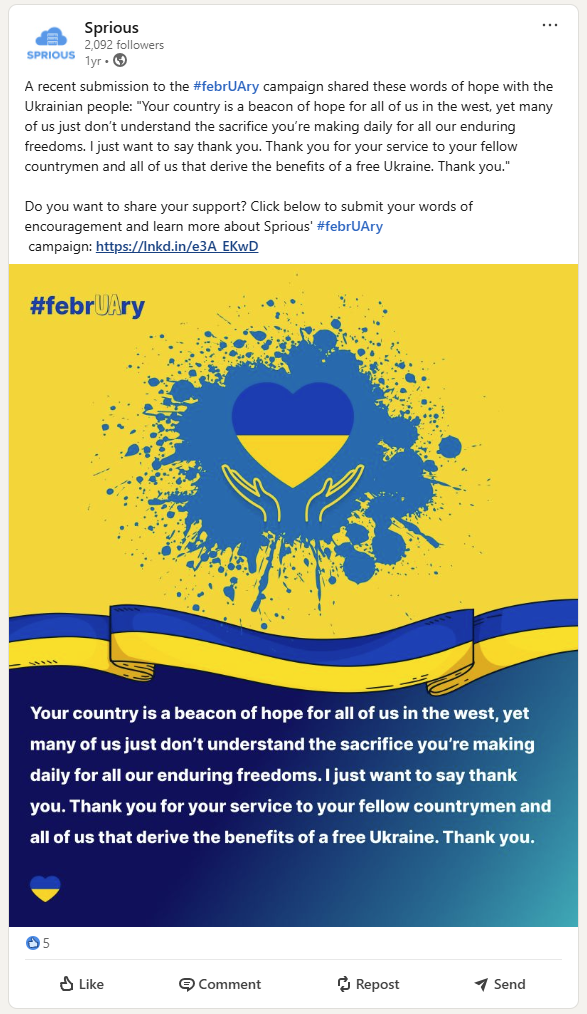 SPRIOUS
Sprious
2,092 followers
1yr •
A recent submission to the #febrUAry campaign shared these words of hope with the
Ukrainian people: "Your country is a beacon of hope for all of us in the west, yet many
of us just don’t understand the sacrifice you’re making daily for all our enduring
freedoms. I just want to say thank you. Thank you for your service to your fellow
countrymen and all of us that derive the benefits of a free Ukraine. Thank you."
Do you want to share your support? Click below to submit your words of
encouragement and learn more about Sprious' #febrUAry
campaign: https://lnkd.in/e3A_EKwD
#febrUAry
Your country is a beacon of hope for all of us in the west, yet
many of us just don’t understand the sacrifice you’re making
daily for all our enduring freedoms. I just want to say thank
you. Thank you for your service to your fellow countrymen and
all of us that derive the benefits of a free Ukraine. Thank you.
5
Like Comment Repost Send